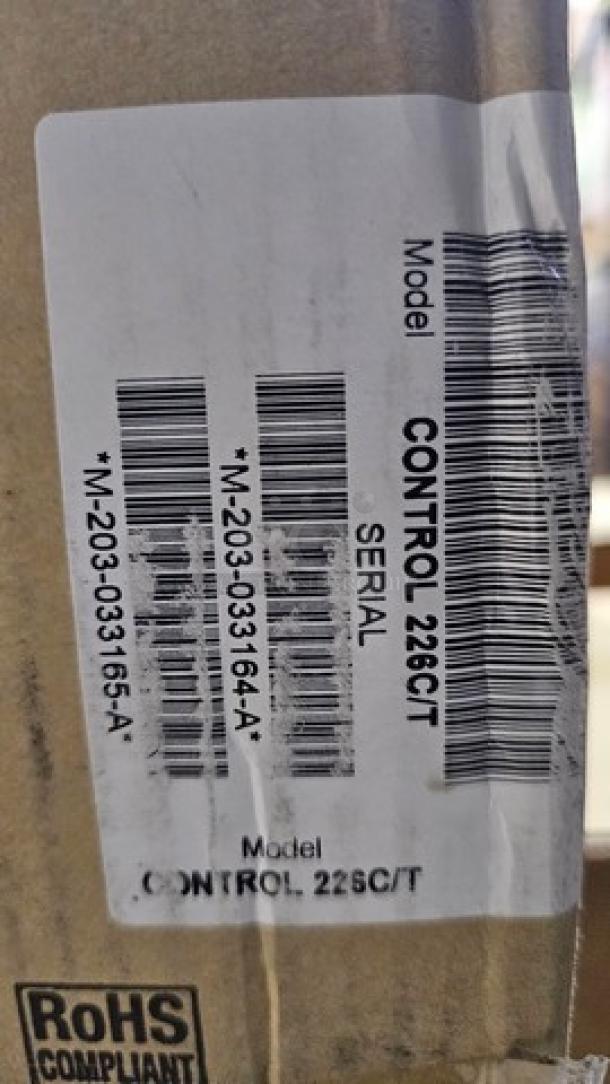 Model CONTROL 226C/T
SERIAL
*M-203-033164-A*
*M-203-033165-A*
Model
CONTROL 226C/T
RoHS
COMPLIANT